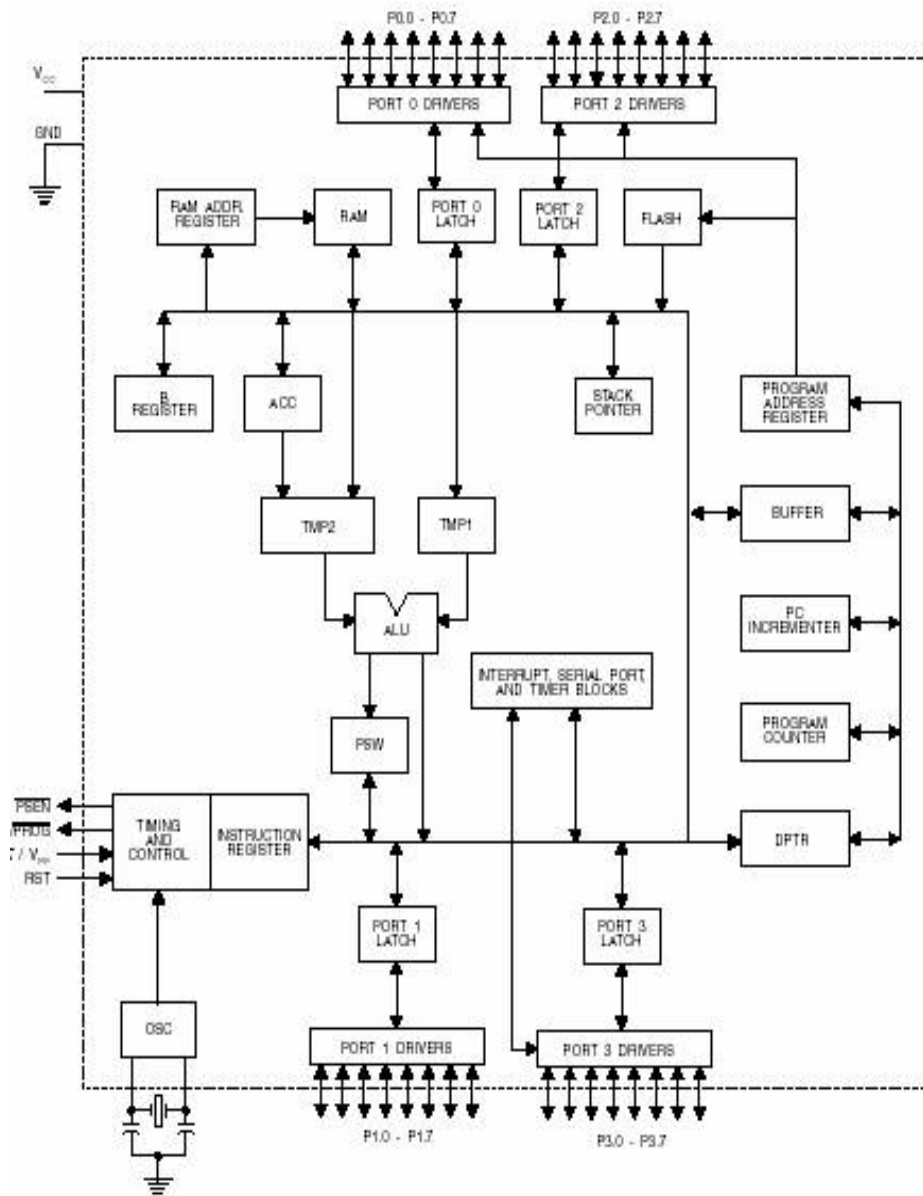 P0.0 - P0.7
P2.0 - P2.7
VCC
PORT 0 DRIVERS
PORT 2 DRIVERS
GND
RAM ADDR.
REGISTER
RAM
PORT 0
LATCH
PORT 2
LATCH
FLASH
B
REGISTER
ACC
STACK
POINTER
PROGRAM
ADDRESS
REGISTER
TMP2
TMP1
BUFFER
ALU
PC
INCREMENTER
INTERRUPT, SERIAL PORT,
AND TIMER BLOCKS
PSW
PROGRAM
COUNTER
PSEN
/PROG
/ VPP
RST
TIMING
AND
CONTROL
INSTRUCTION
REGISTER
DPTR
PORT 1
LATCH
PORT 3
LATCH
OSC
PORT 1 DRIVERS
PORT 3 DRIVERS
P1.0 - P1.7
P3.0 - P3.7